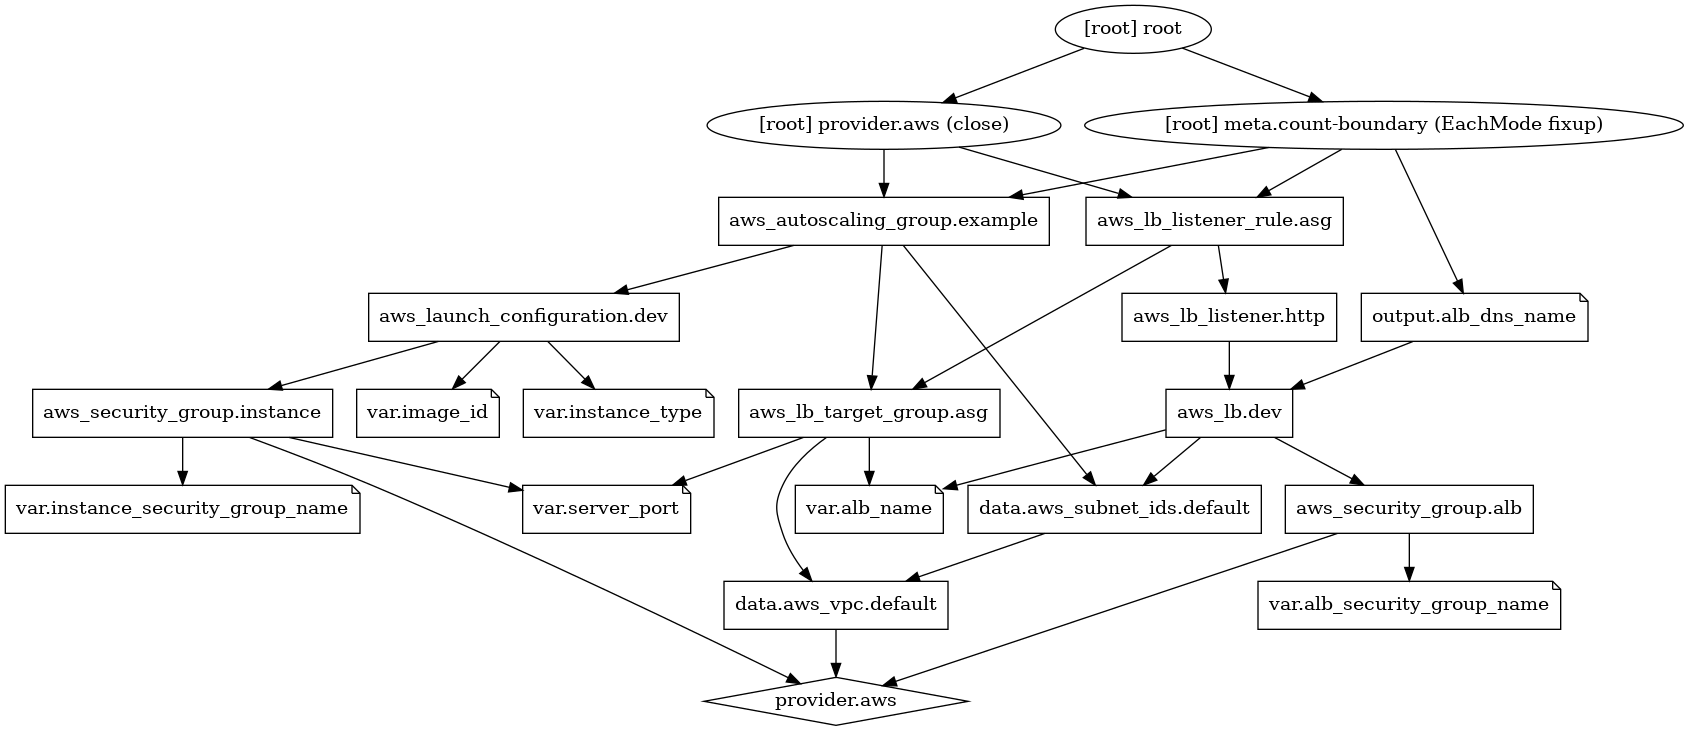 [root] root
[root] provider.aws (close)
[root] meta.count-boundary (EachMode fixup)
aws_autoscaling_group.example
aws_lb_listener_rule.asg
aws_launch_configuration.dev
aws_lb_listener.http
output.alb_dns_name
aws_security_group.instance
var.image_id
var.instance_type
aws_lb_target_group.asg
aws_lb.dev
var.instance_security_group_name
var.server_port
var.alb_name
data.aws_subnet_ids.default
aws_security_group.alb
data.aws_vpc.default
var.alb_security_group_name
provider.aws